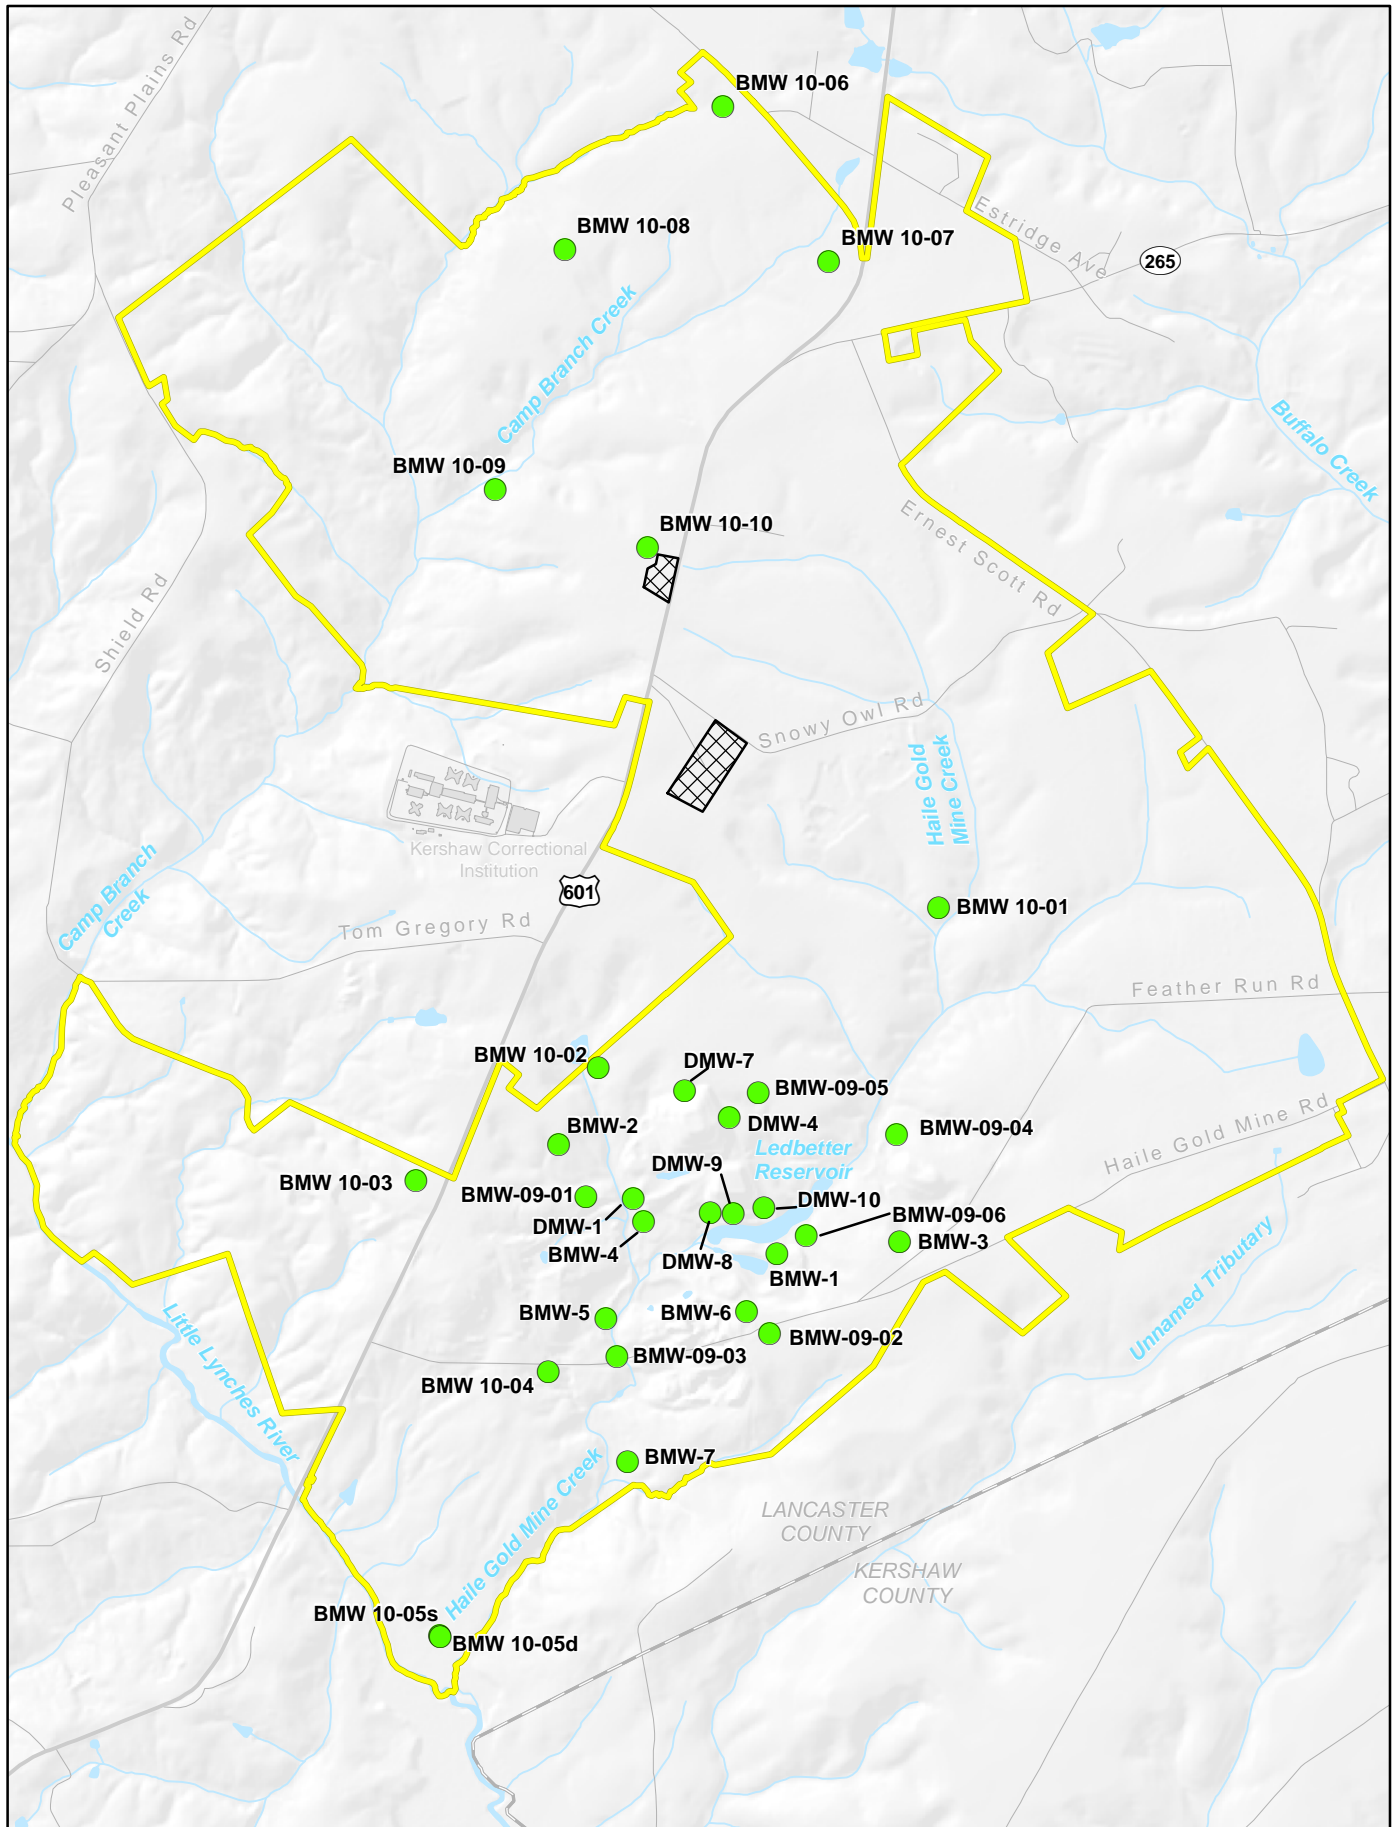 Pleasant Plains Rd
BMW 10-06
Estridge Ave
BMW 10-08
BMW 10-07
265
Camp Branch Creek
Buffalo Creek
BMW 10-09
BMW 10-10
Ernest Scott Rd
Shield Rd
Snowy Owl Rd
Haile Gold
Mine Creek
Kershaw Correctional
Institution
601
Camp Branch
Creek
BMW 10-01
Tom Gregory Rd
Feather Run Rd
BMW 10-02
DMW-7
BMW-09-05
DMW-4
BMW-2
BMW-09-04
Ledbetter
Reservoir
Haile Gold Mine Rd
DMW-9
BMW 10-03
BMW-09-01
DMW-10
DMW-1
BMW-09-06
BMW-4
DMW-8
BMW-3
BMW-1
Unnamed Tributary
BMW-5
BMW-6
BMW-09-02
BMW-09-03
Little Lynches River
BMW 10-04
BMW-7
Haile Gold Mine Creek
LANCASTER
COUNTY
KERSHAW
COUNTY
BMW 10-05s
BMW 10-05d